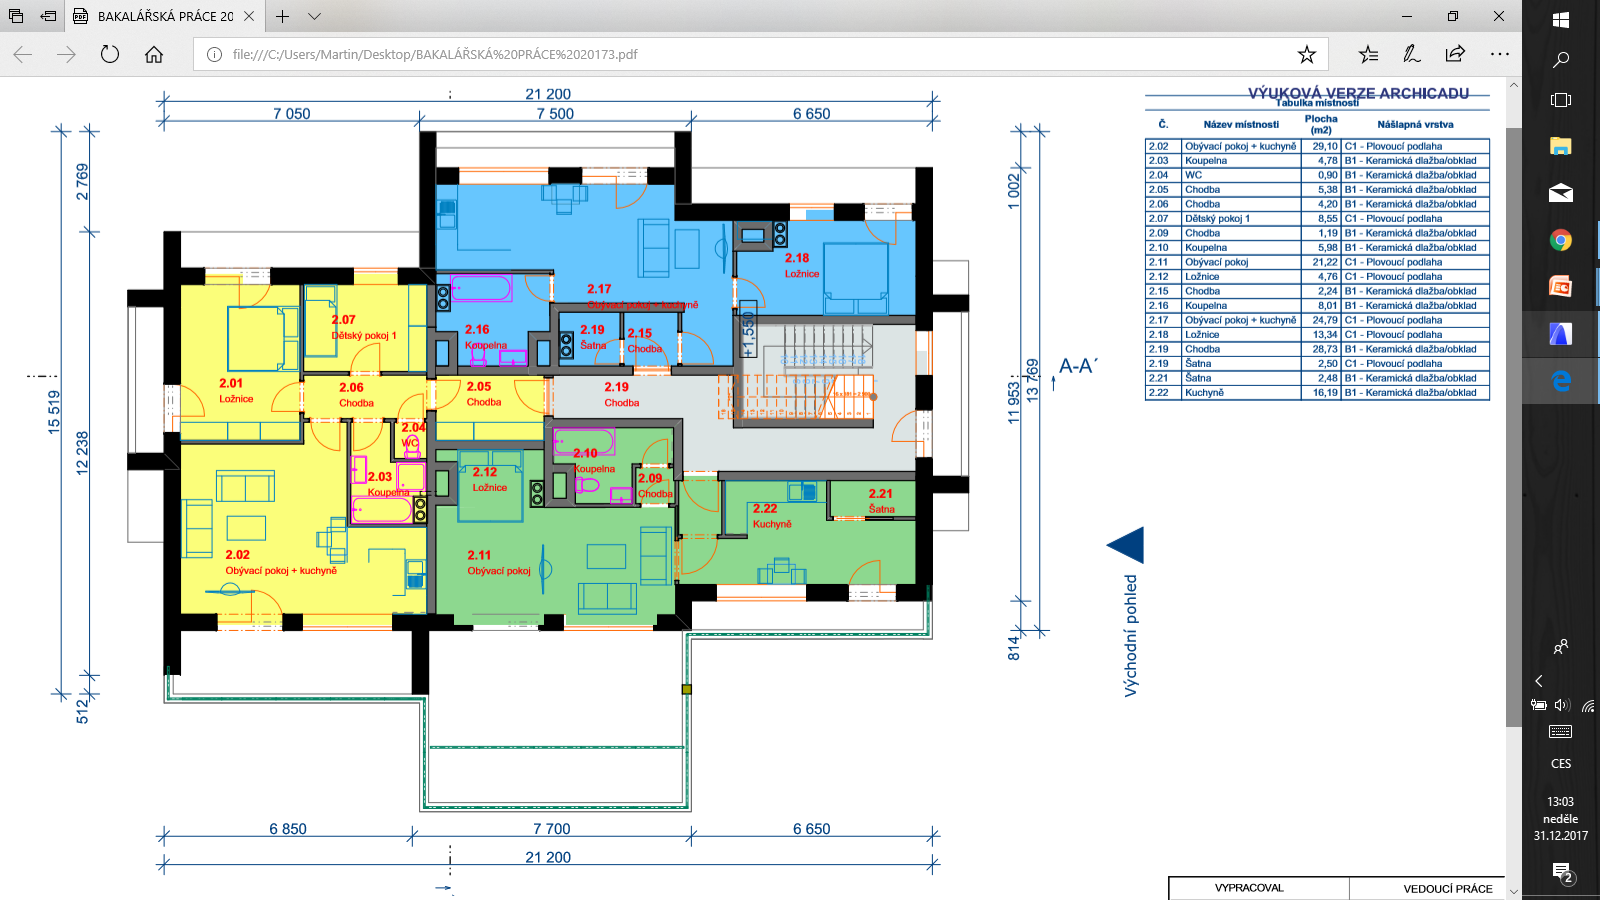 BAKALÁŘSKÁ PRÁCE 20
file:///C:/Users/Martin/Desktop/BAKALÁŘSKÁ%20PRÁCE%2020173.pdf
21 200
7 050
7 500
6 650
2 769
15 519
12 238
512
1 002
11 953
13 769
814
A-A´
Východní pohled
2.18
Ložnice
2.17
Obývací pokoj + kuchyně
2.07
Dětský pokoj 1
2.16
Koupelna
2.19
Šatna
2.15
Chodba
+1,550
2.01
Ložnice
2.06
Chodba
2.05
Chodba
2.19
Chodba
2.04
WC
2.03
Koupelna
2.12
Ložnice
2.10
Koupelna
2.09
Chodba
2.22
Kuchyně
2.21
Šatna
2.02
Obývací pokoj + kuchyně
2.11
Obývací pokoj
6 850
7 700
6 650
21 200
VÝUKOVÁ VERZE ARCHICADU
Tabulka místností
Č. Název místnosti Plocha (m2) Nášlapná vrstva
2.02 Obývací pokoj + kuchyně 29,10 C1 - Plovoucí podlaha
2.03 Koupelna 4,78 B1 - Keramická dlažba/obklad
2.04 WC 0,90 B1 - Keramická dlažba/obklad
2.05 Chodba 5,38 B1 - Keramická dlažba/obklad
2.06 Chodba 4,20 B1 - Keramická dlažba/obklad
2.07 Dětský pokoj 1 8,55 C1 - Plovoucí podlaha
2.09 Chodba 1,19 B1 - Keramická dlažba/obklad
2.10 Koupelna 5,98 B1 - Keramická dlažba/obklad
2.11 Obývací pokoj 21,22 C1 - Plovoucí podlaha
2.12 Ložnice 4,76 C1 - Plovoucí podlaha
2.15 Chodba 2,24 B1 - Keramická dlažba/obklad
2.16 Koupelna 8,01 B1 - Keramická dlažba/obklad
2.17 Obývací pokoj + kuchyně 24,79 C1 - Plovoucí podlaha
2.18 Ložnice 13,34 C1 - Plovoucí podlaha
2.19 Chodba 28,73 B1 - Keramická dlažba/obklad
2.19 Šatna 2,50 C1 - Plovoucí podlaha
2.21 Šatna 2,48 B1 - Keramická dlažba/obklad
2.22 Kuchyně 16,19 B1 - Keramická dlažba/obklad
VYPRACOVAL
VEDOUCÍ PRÁCE
CES
13:03
neděle
31.12.2017
2